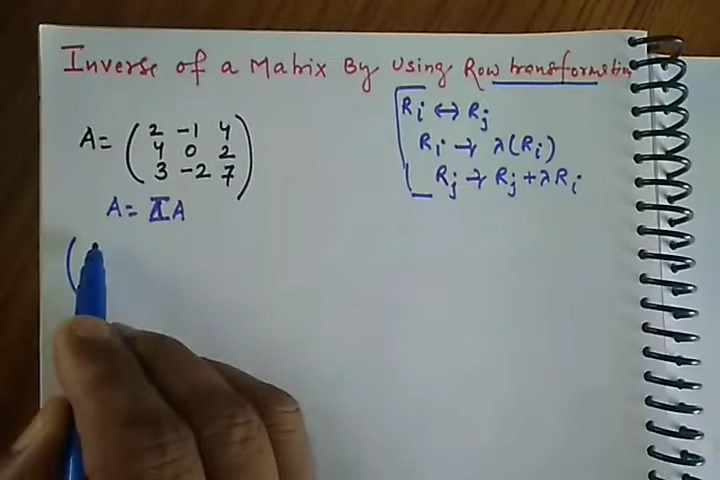 Inverse of a Matrix By Using Row transformation
A= ( 2 -1 4
4 0 2
3 -2 7 )
A= IA
(
Ri ↔ Rj
Ri → λ(Ri)
Rj → Rj + λRi